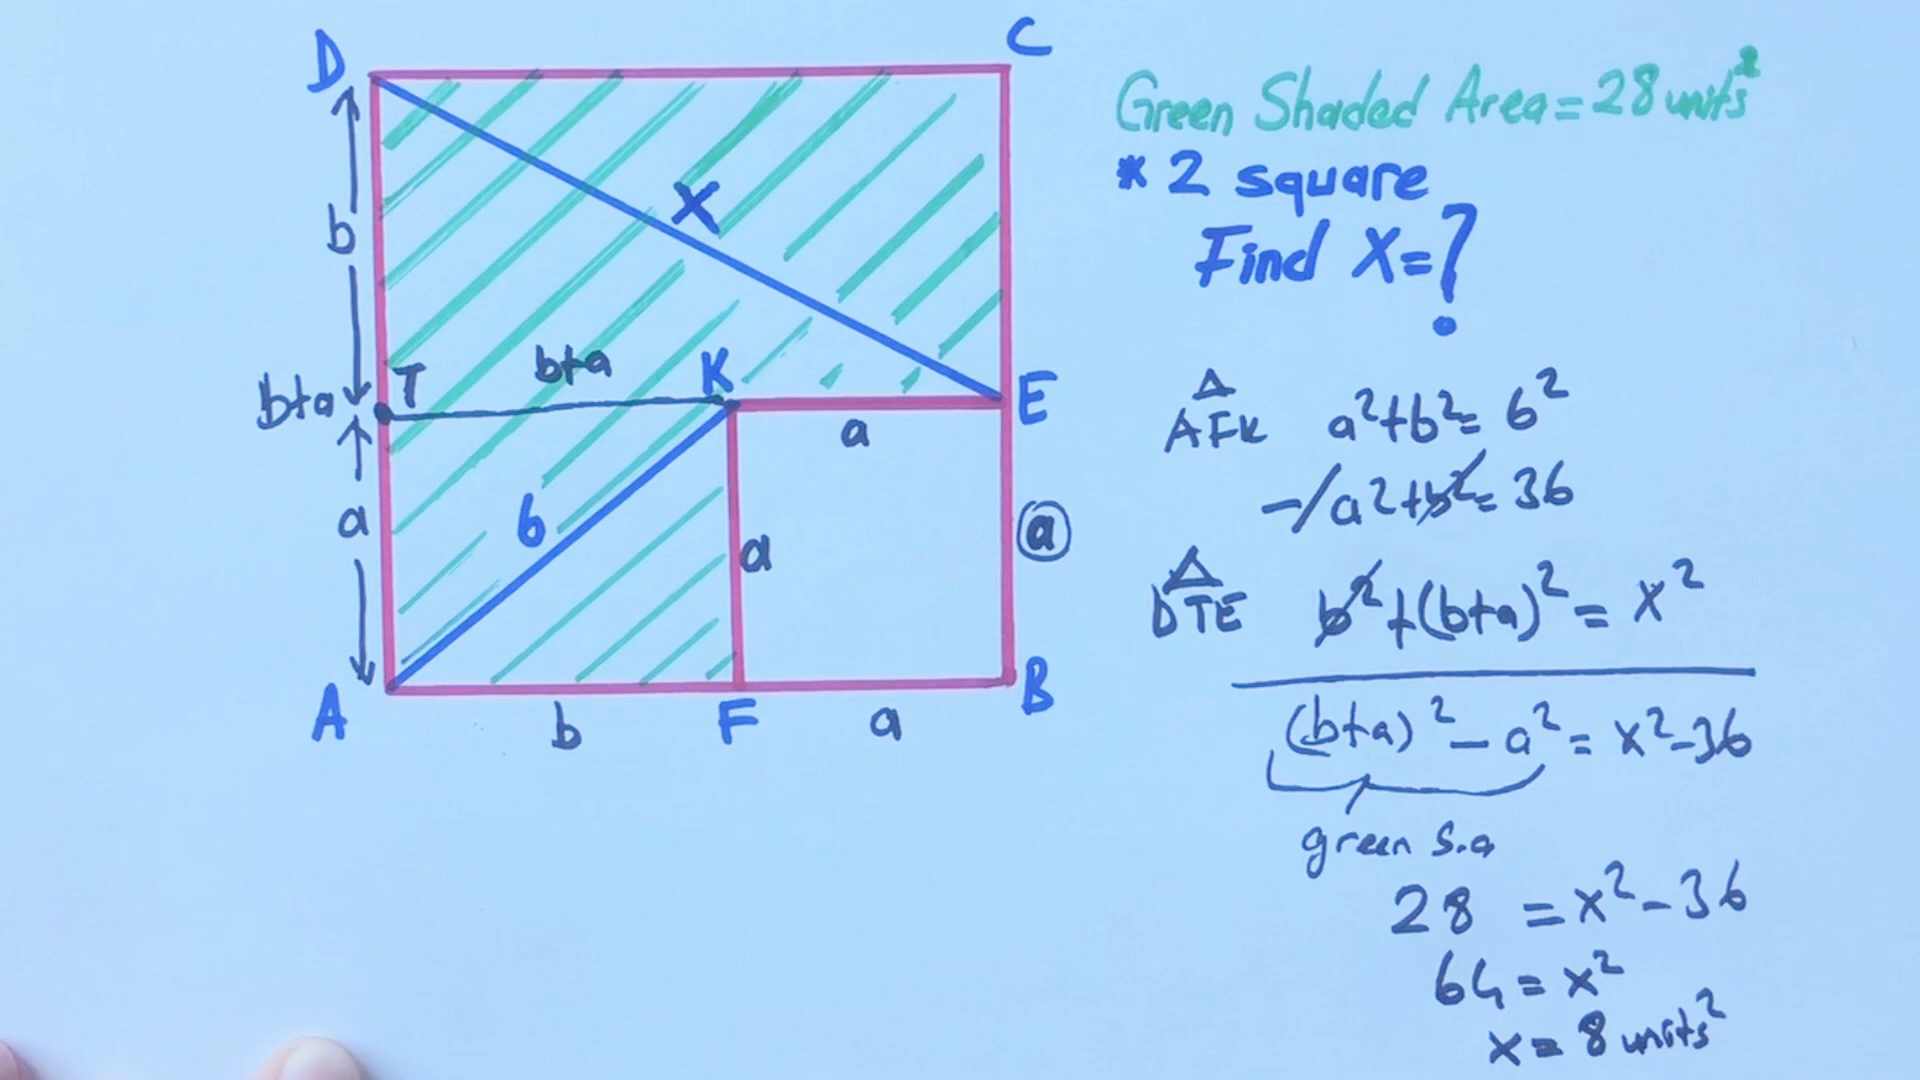 D
C
Green Shaded Area = 28 units²
* 2 square
Find X = ?
b
X
b+a
T
b+a
K
E
a
a
6
a
a
A
b
F
a
B
△
AFK a²+b² = 6²
-/ a²+b² = 36
△
DTE b²+(b+a)² = x²
(b+a)² - a² = x²-36
green s.a
28 = x²-36
64 = x²
x = 8 units²